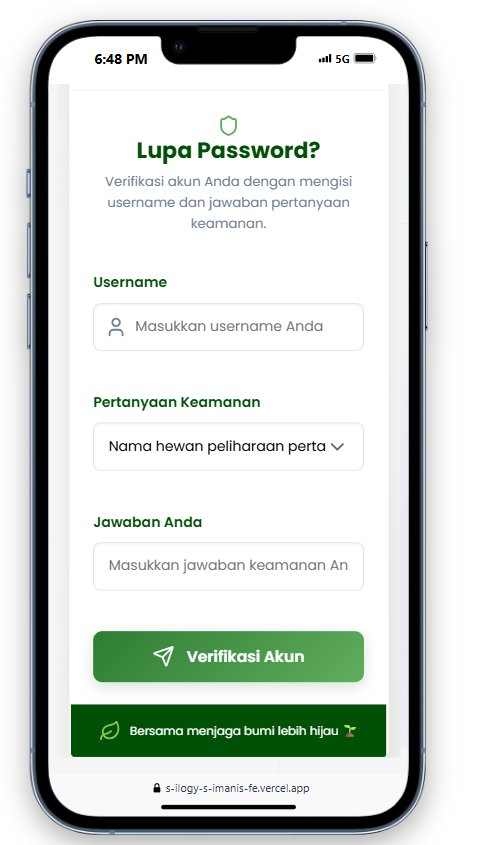 6:48 PM
5G
Lupa Password?
Verifikasi akun Anda dengan mengisi
username dan jawaban pertanyaan
keamanan.
Username
Masukkan username Anda
Pertanyaan Keamanan
Nama hewan peliharaan perta
Jawaban Anda
Masukkan jawaban keamanan An
Verifikasi Akun
Bersama menjaga bumi lebih hijau 🌱
s-ilogy-s-imanis-fe.vercel.app